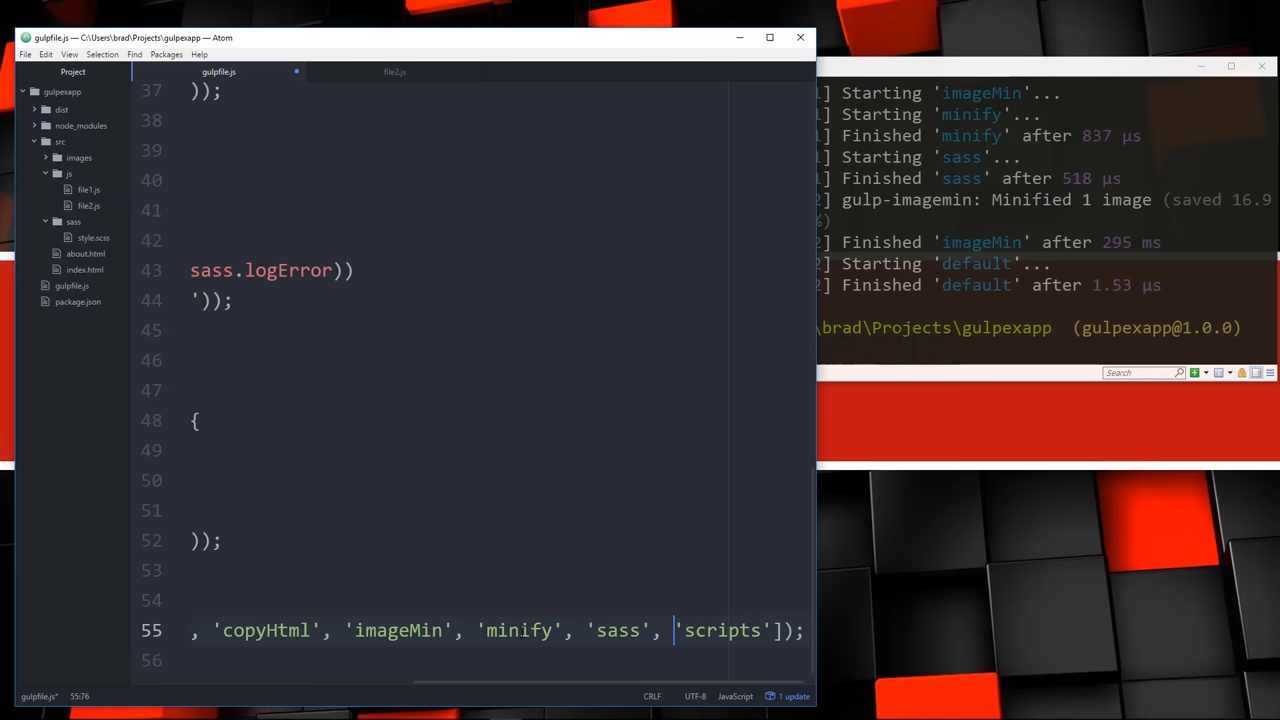 gulpfile.js — C:\Users\brad\Projects\gulpexapp — Atom
File Edit View Selection Find Packages Help
Project
gulpexapp
dist
node_modules
src
images
js
file1.js
file2.js
sass
style.scss
about.html
index.html
gulpfile.js
package.json
gulpfile.js file2.js
37 ));
38
39
40
41
42
43 sass.logError))
44 '));
45
46
47
48 {
49
50
51
52 ));
53
54
55 , 'copyHtml', 'imageMin', 'minify', 'sass', 'scripts']);
56
gulpfile.js* 55:76 CRLF UTF-8 JavaScript 1 update
] Starting 'imageMin'...
] Starting 'minify'...
] Finished 'minify' after 837 μs
] Starting 'sass'...
] Finished 'sass' after 518 μs
] gulp-imagemin: Minified 1 image (saved 16.9
%)
] Finished 'imageMin' after 295 ms
] Starting 'default'...
] Finished 'default' after 1.53 μs
\brad\Projects\gulpexapp (gulpexapp@1.0.0)
Search